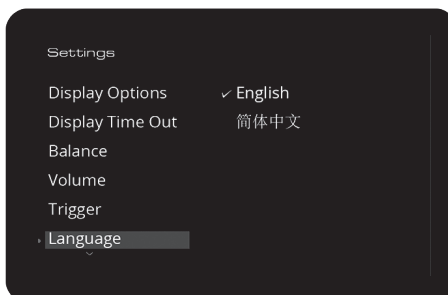 Settings
Display Options
Display Time Out
Balance
Volume
Trigger
Language
✓ English
简体中文